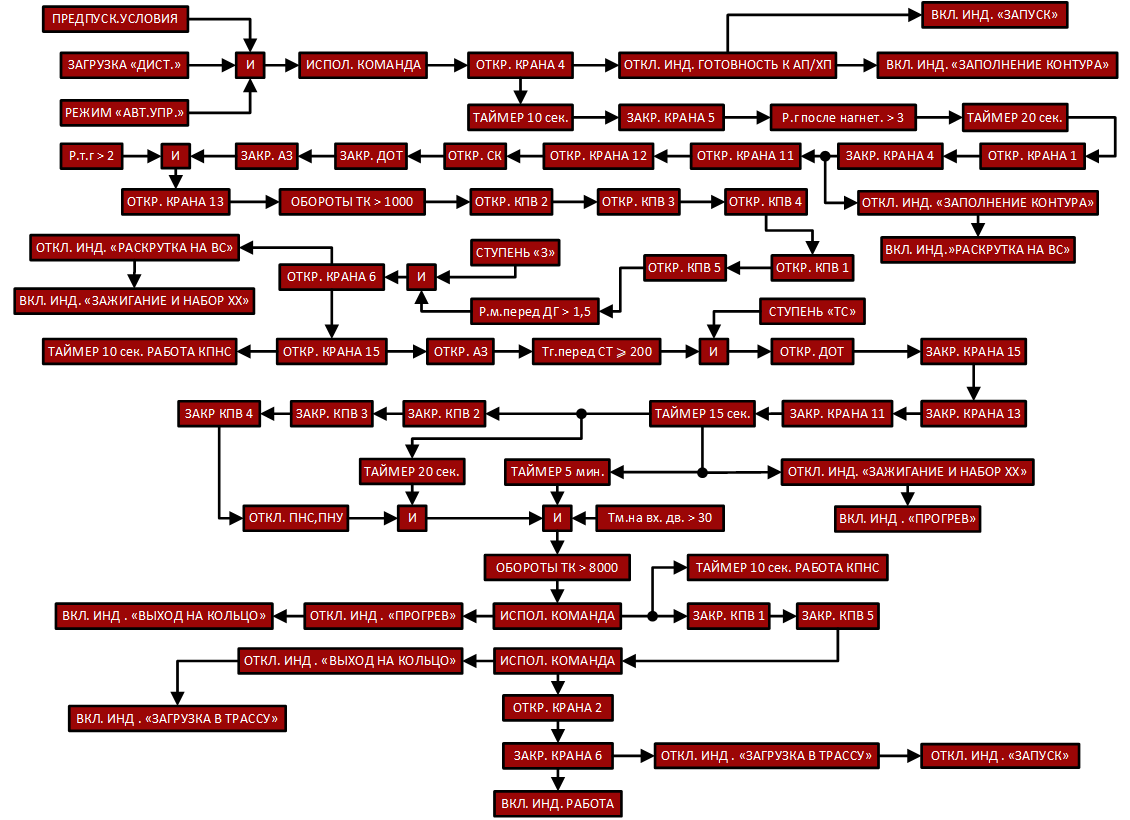 ПРЕДПУСК.УСЛОВИЯ
ВКЛ. ИНД. «ЗАПУСК»
ЗАГРУЗКА «ДИСТ.»
И
ИСПОЛ. КОМАНДА
ОТКР. КРАНА 4
ОТКЛ. ИНД. ГОТОВНОСТЬ К АП/ХП
ВКЛ. ИНД. «ЗАПОЛНЕНИЕ КОНТУРА»
РЕЖИМ «АВТ.УПР.»
ТАЙМЕР 10 сек.
ЗАКР. КРАНА 5
Р.г после нагнет. > 3
ТАЙМЕР 20 сек.
Р.т.г > 2
И
ЗАКР. АЗ
ЗАКР. ДОТ
ОТКР. СК
ОТКР. КРАНА 12
ОТКР. КРАНА 11
ЗАКР. КРАНА 4
ОТКР. КРАНА 1
ОТКР. КРАНА 13
ОБОРОТЫ ТК > 1000
ОТКР. КПВ 2
ОТКР. КПВ 3
ОТКР. КПВ 4
ОТКЛ. ИНД. «ЗАПОЛНЕНИЕ КОНТУРА»
ОТКЛ. ИНД. «РАСКРУТКА НА ВС»
СТУПЕНЬ «З»
ВКЛ. ИНД.»РАСКРУТКА НА ВС»
ОТКР. КРАНА 6
И
ОТКР. КПВ 5
ОТКР. КПВ 1
ВКЛ. ИНД. «ЗАЖИГАНИЕ И НАБОР ХХ»
Р.м.перед ДГ > 1,5
СТУПЕНЬ «ТС»
ТАЙМЕР 10 сек. РАБОТА КПНС
ОТКР. КРАНА 15
ОТКР. АЗ
Тг.перед СТ ⩾ 200
И
ОТКР. ДОТ
ЗАКР. КРАНА 15
ЗАКР КПВ 4
ЗАКР. КПВ 3
ЗАКР. КПВ 2
ТАЙМЕР 15 сек.
ЗАКР. КРАНА 11
ЗАКР. КРАНА 13
ТАЙМЕР 20 сек.
ТАЙМЕР 5 мин.
ОТКЛ. ИНД. «ЗАЖИГАНИЕ И НАБОР ХХ»
ОТКЛ. ПНС,ПНУ
И
И
Тм.на вх. дв. > 30
ВКЛ. ИНД . «ПРОГРЕВ»
ОБОРОТЫ ТК > 8000
ТАЙМЕР 10 сек. РАБОТА КПНС
ВКЛ. ИНД . «ВЫХОД НА КОЛЬЦО»
ОТКЛ. ИНД . «ПРОГРЕВ»
ИСПОЛ. КОМАНДА
ЗАКР. КПВ 1
ЗАКР. КПВ 5
ОТКЛ. ИНД . «ВЫХОД НА КОЛЬЦО»
ИСПОЛ. КОМАНДА
ВКЛ. ИНД . «ЗАГРУЗКА В ТРАССУ»
ОТКР. КРАНА 2
ЗАКР. КРАНА 6
ОТКЛ. ИНД . «ЗАГРУЗКА В ТРАССУ»
ОТКЛ. ИНД . «ЗАПУСК»
ВКЛ. ИНД. РАБОТА